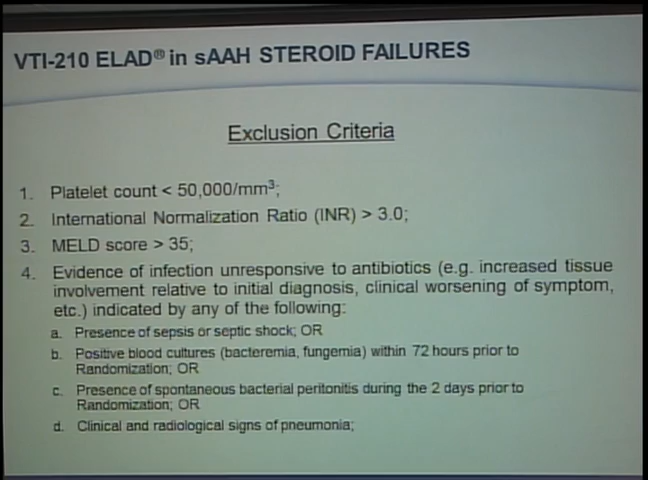 VTI-210 ELAD® in sAAH STEROID FAILURES
Exclusion Criteria
1. Platelet count < 50,000/mm³;
2. International Normalization Ratio (INR) > 3.0;
3. MELD score > 35;
4. Evidence of infection unresponsive to antibiotics (e.g. increased tissue
involvement relative to initial diagnosis, clinical worsening of symptom,
etc.) indicated by any of the following:
a. Presence of sepsis or septic shock; OR
b. Positive blood cultures (bacteremia, fungemia) within 72 hours prior to
Randomization; OR
c. Presence of spontaneous bacterial peritonitis during the 2 days prior to
Randomization; OR
d. Clinical and radiological signs of pneumonia;